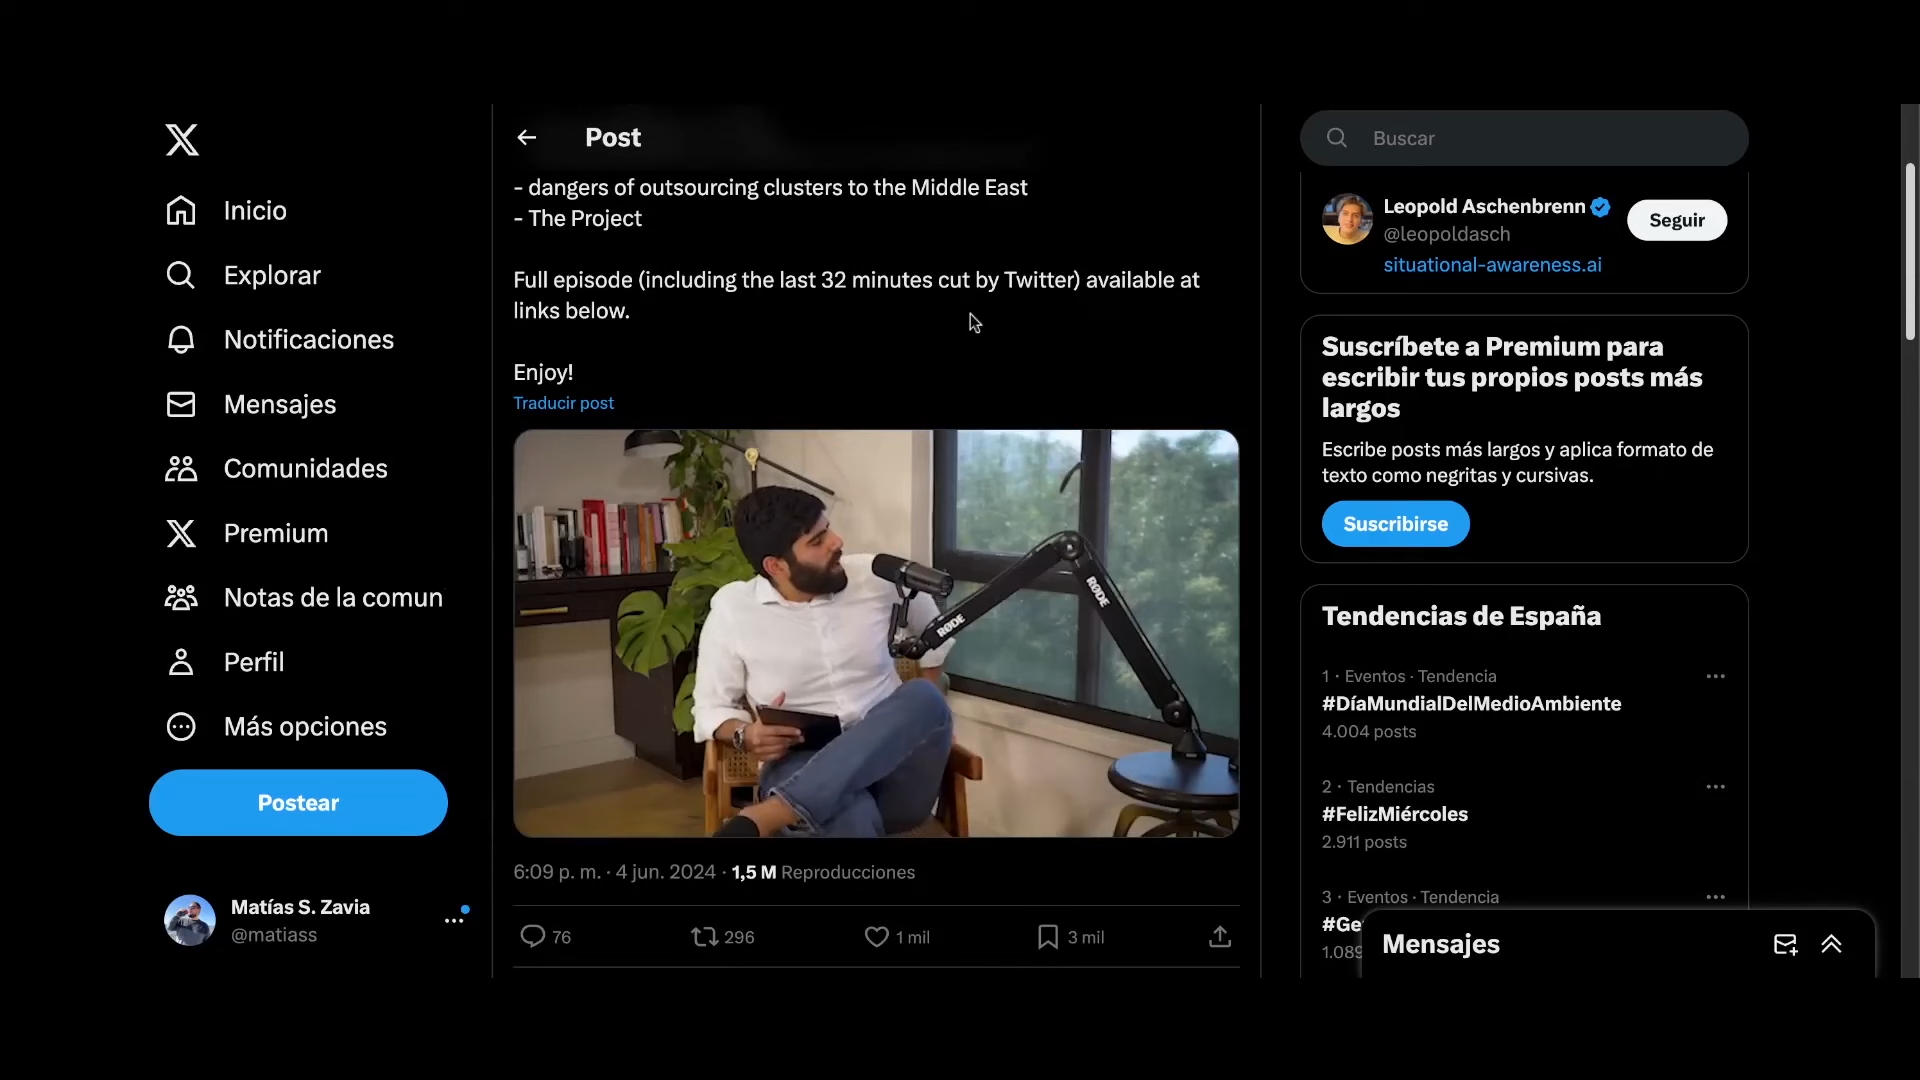 Post
- dangers of outsourcing clusters to the Middle East
- The Project
Full episode (including the last 32 minutes cut by Twitter) available at
links below.
Enjoy!
Traducir post
RØDE
RØDE
6:09 p. m. · 4 jun. 2024 · 1,5 M Reproducciones
76
296
1 mil
3 mil
Inicio
Explorar
Notificaciones
Mensajes
Comunidades
Premium
Notas de la comun
Perfil
Más opciones
Postear
Matías S. Zavia
@matiass
Buscar
Leopold Aschenbrenn
@leopoldasch
situational-awareness.ai
Seguir
Suscríbete a Premium para
escribir tus propios posts más
largos
Escribe posts más largos y aplica formato de
texto como negritas y cursivas.
Suscribirse
Tendencias de España
1 · Eventos · Tendencia
#DíaMundialDelMedioAmbiente
4.004 posts
2 · Tendencias
#FelizMiércoles
2.911 posts
3 · Eventos · Tendencia
#Ge
1.089
Mensajes